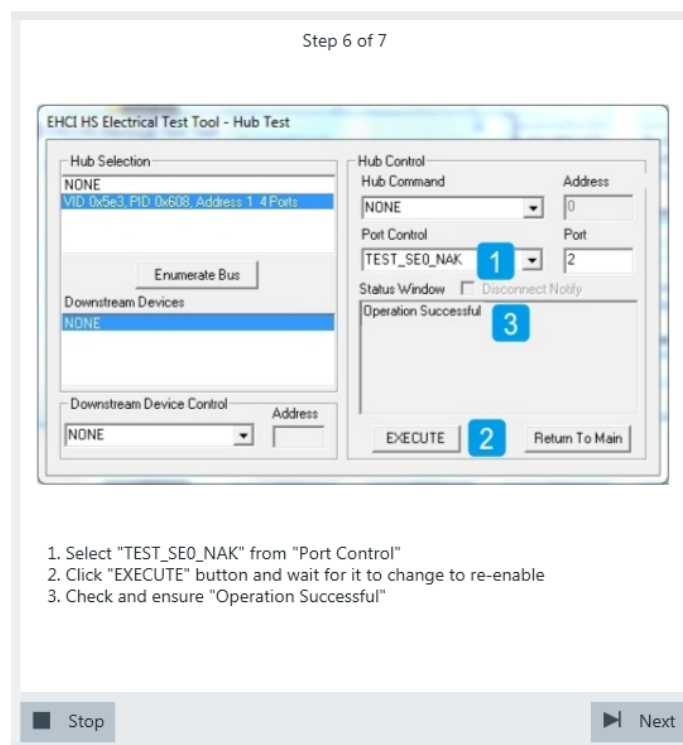 Step 6 of 7
EHCI HS Electrical Test Tool - Hub Test
Hub Selection
NONE
VID 0x5e3, PID 0x608, Address 1 4 Ports
Enumerate Bus
Downstream Devices
NONE
Downstream Device Control
Address
NONE
Hub Control
Hub Command
Address
NONE
0
Port Control
Port
TEST_SE0_NAK
1
2
Status Window
Disconnect Notify
Operation Successful
3
EXECUTE
2
Return To Main
1. Select "TEST_SE0_NAK" from "Port Control"
2. Click "EXECUTE" button and wait for it to change to re-enable
3. Check and ensure "Operation Successful"
Stop
Next